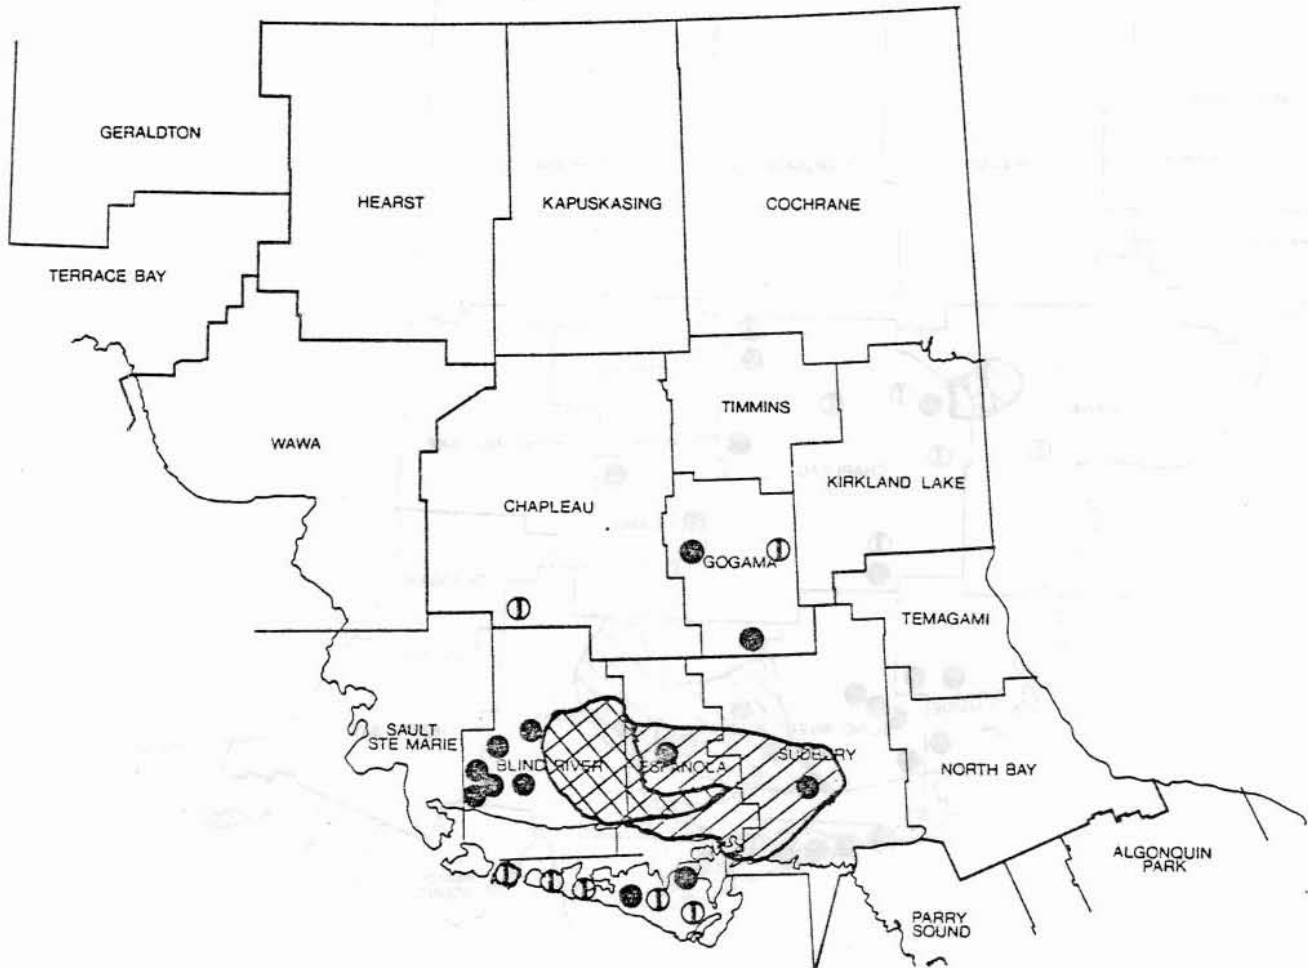 GERALDTON
HEARST
KAPUSKASING
COCHRANE
TERRACE BAY
TIMMINS
WAWA
KIRKLAND LAKE
CHAPLEAU
GOGAMA
TEMAGAMI
SAULT
STE MARIE
BLIND RIVER
ESPANOLA
SUDBURY
NORTH BAY
ALGONQUIN
PARK
PARRY
SOUND